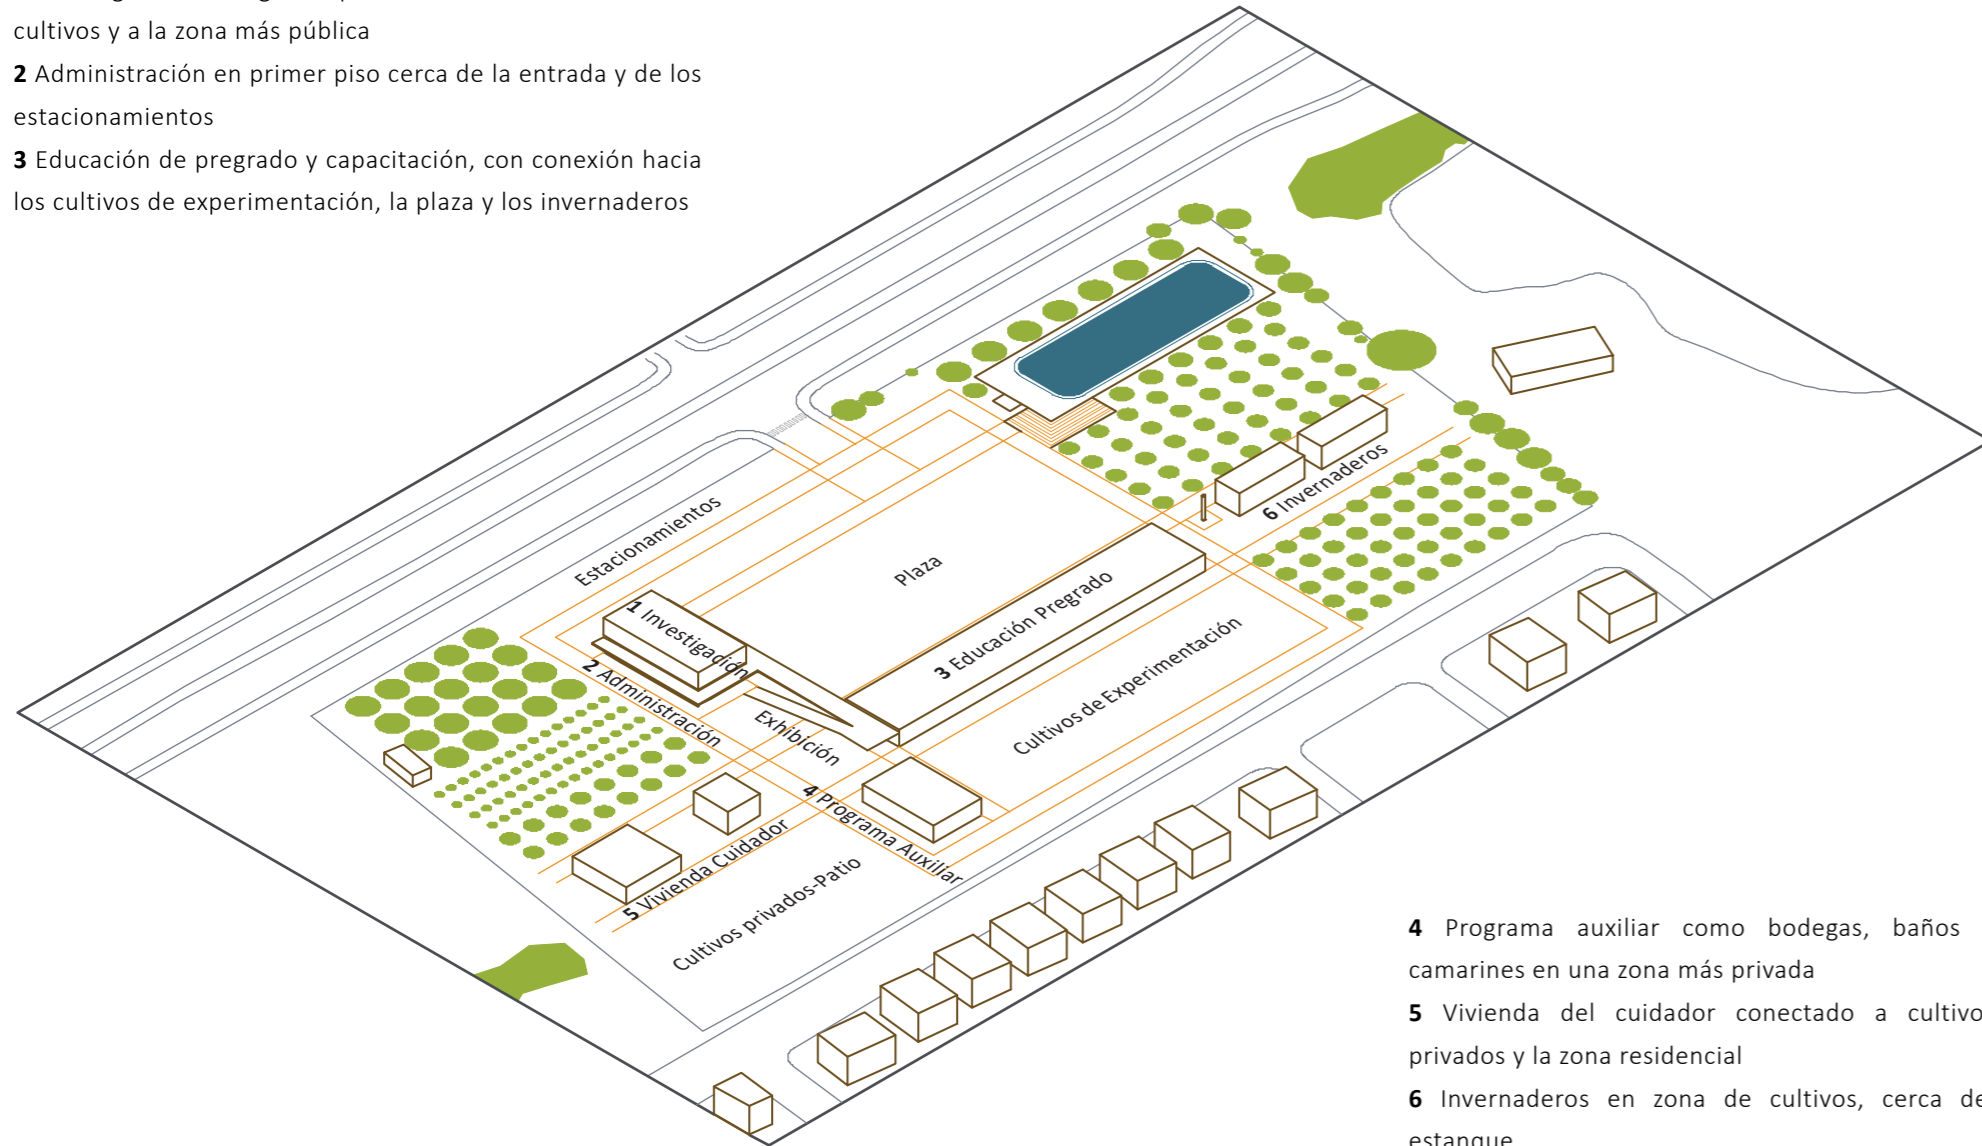 cultivos y a la zona más pública
2 Administración en primer piso cerca de la entrada y de los
estacionamientos
3 Educación de pregrado y capacitación, con conexión hacia
los cultivos de experimentación, la plaza y los invernaderos
Estacionamientos
Plaza
6 Invernaderos
1 Investigación
2 Administración
3 Educación Pregrado
Exhibición
Cultivos de Experimentación
4 Programa Auxiliar
5 Vivienda Cuidador
Cultivos privados-Patio
4 Programa auxiliar como bodegas, baños
camarines en una zona más privada
5 Vivienda del cuidador conectado a cultivo
privados y la zona residencial
6 Invernaderos en zona de cultivos, cerca de
estanque